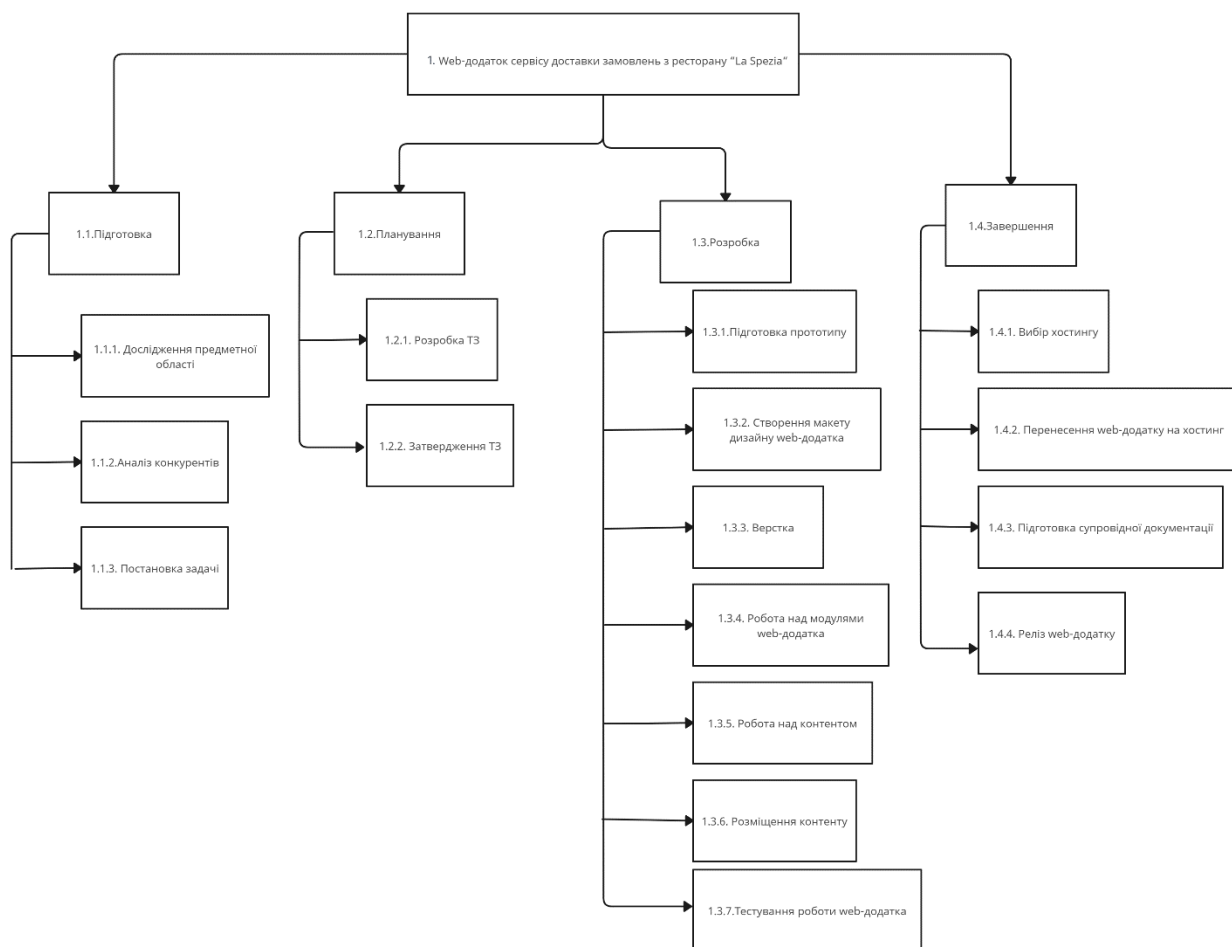 1. Web-додаток сервісу доставки замовлень з ресторану "La Spezia"
1.1.Підготовка
1.1.1. Дослідження предметної
області
1.1.2.Аналіз конкурентів
1.1.3. Постановка задачі
1.2.Планування
1.2.1. Розробка ТЗ
1.2.2. Затвердження ТЗ
1.3.Розробка
1.3.1.Підготовка прототипу
1.3.2. Створення макету
дизайну web-додатка
1.3.3. Верстка
1.3.4. Робота над модулями
web-додатка
1.3.5. Робота над контентом
1.3.6. Розміщення контенту
1.3.7.Тестування роботи web-додатка
1.4.Завершення
1.4.1. Вибір хостингу
1.4.2. Перенесення web-додатку на хостинг
1.4.3. Підготовка супровідної документації
1.4.4. Реліз web-додатку